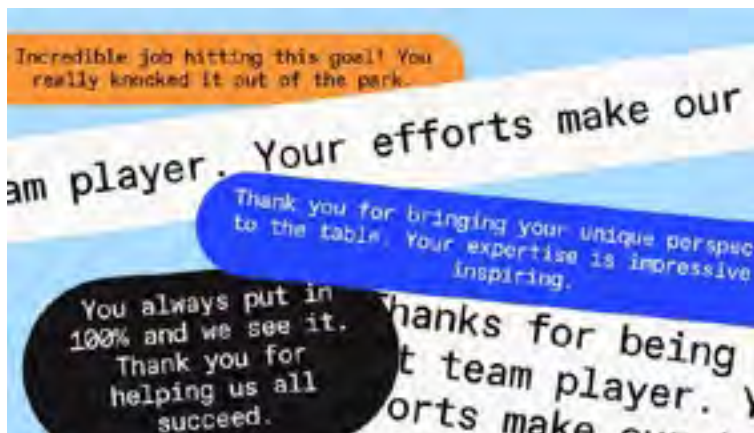 Incredible job hitting this goal! You
really knocked it out of the park.
am player. Your efforts make our
Thank you for bringing your unique perspec
to the table. Your expertise is impressive
inspiring.
You always put in
100% and we see it.
Thank you for
helping us all
succeed.
hanks for being
t team player. Y
orts make our